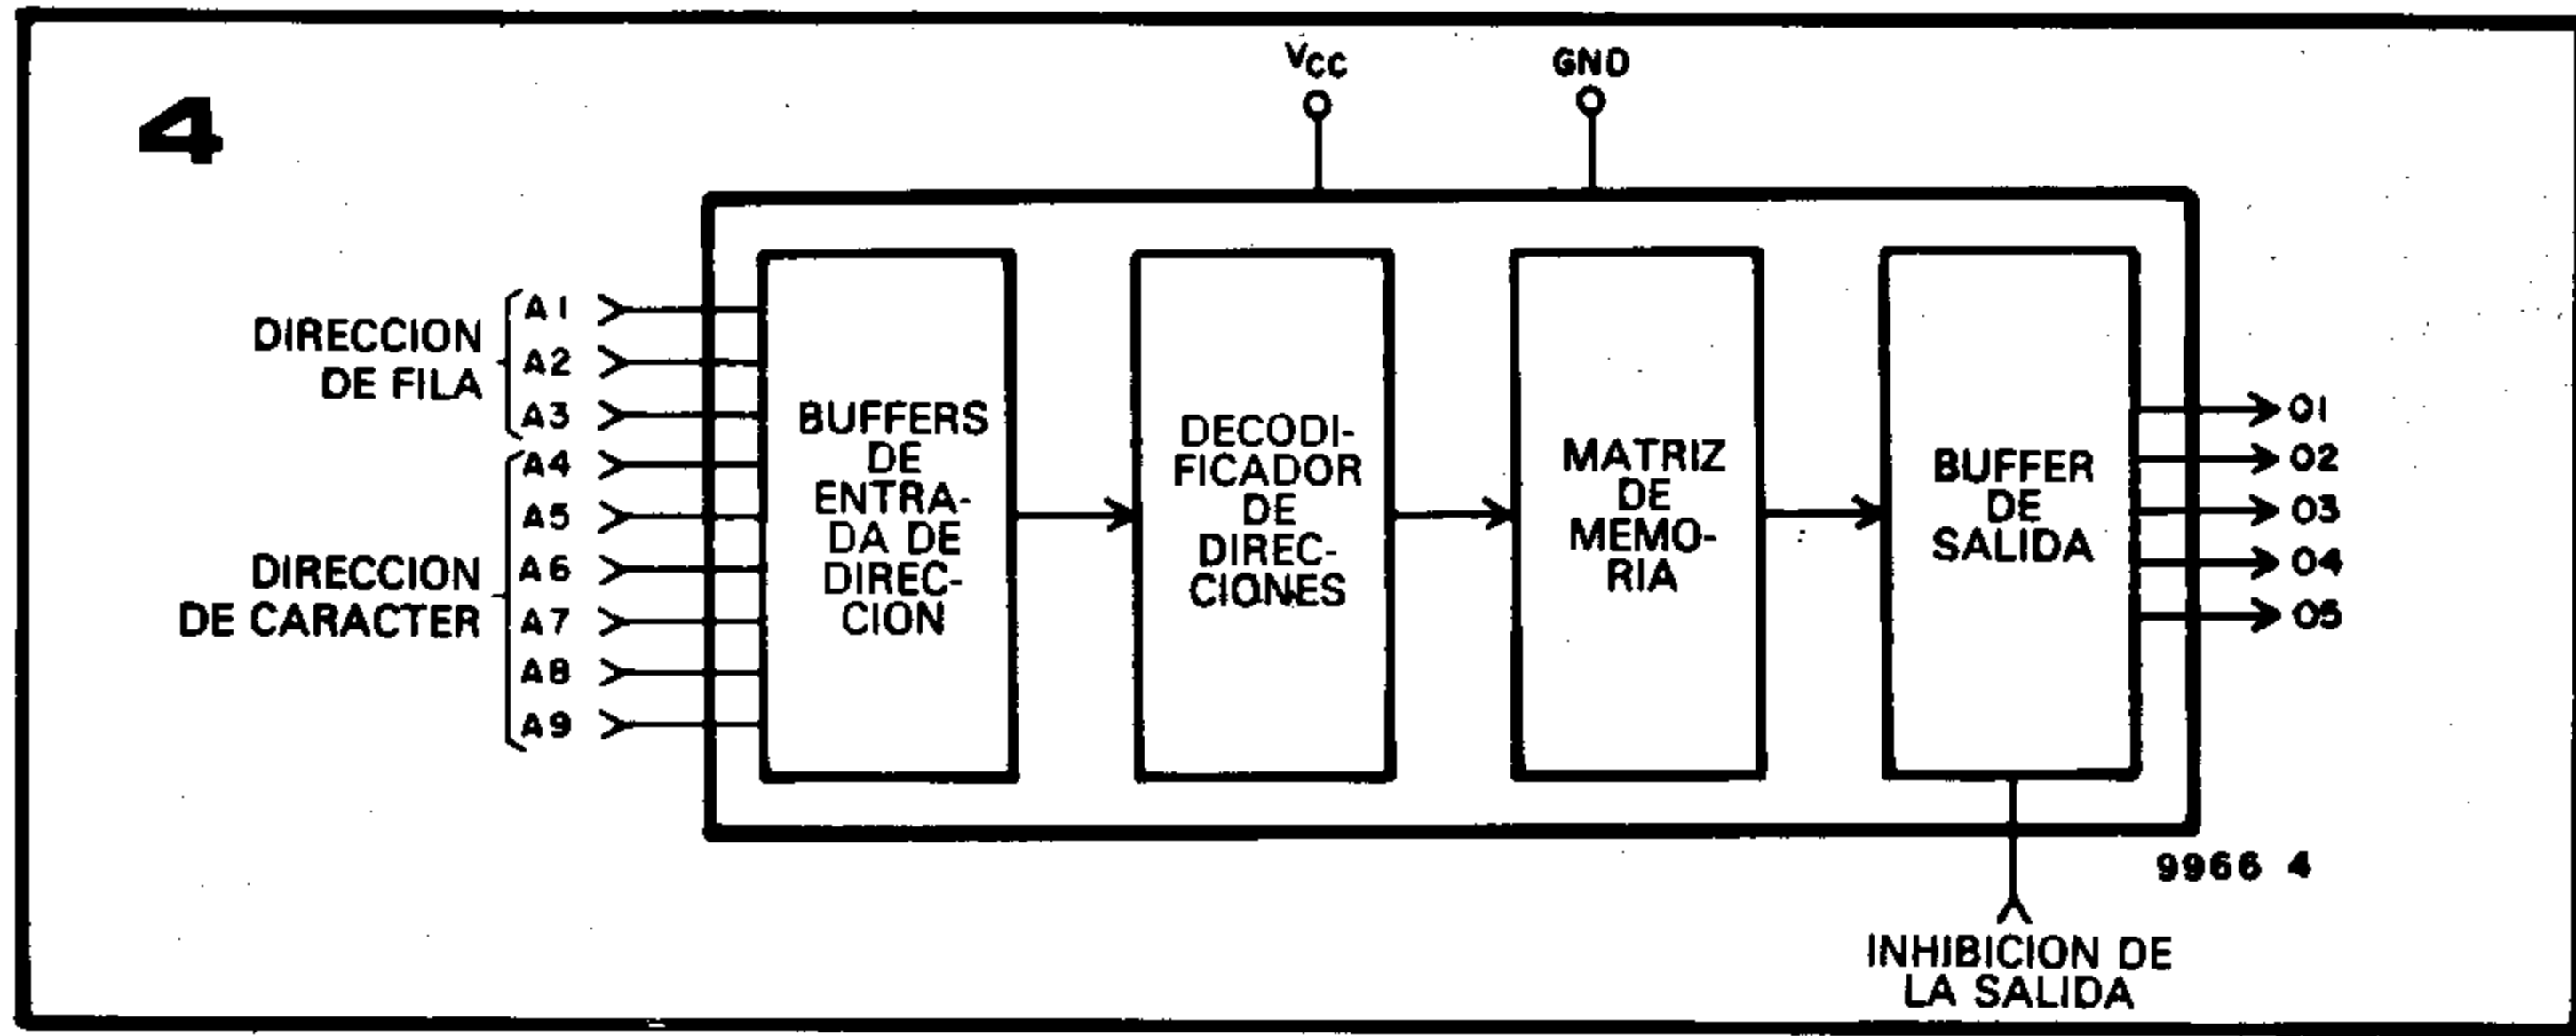 4
VCC
GND
DIRECCION
DE FILA
A1
A2
A3
A4
A5
A6
A7
A8
A9
DIRECCION
DE CARACTER
BUFFERS
DE
ENTRA-
DA DE
DIREC-
CION
DECODI-
FICADOR
DE
DIREC-
CIONES
MATRIZ
DE
MEMO-
RIA
BUFFER
DE
SALIDA
O1
O2
O3
O4
O5
9966 4
INHIBICION DE
LA SALIDA